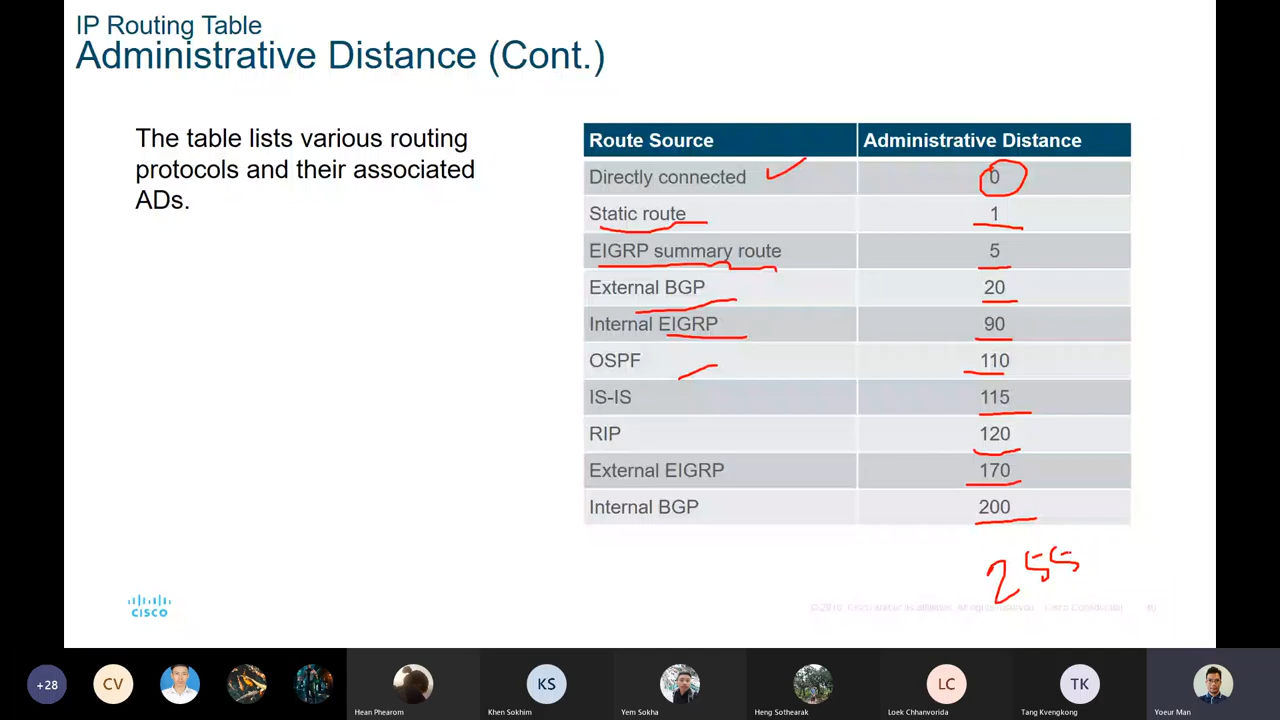 IP Routing Table
Administrative Distance (Cont.)
The table lists various routing
protocols and their associated
ADs.
Route Source Administrative Distance
Directly connected 0
Static route 1
EIGRP summary route 5
External BGP 20
Internal EIGRP 90
OSPF 110
IS-IS 115
RIP 120
External EIGRP 170
Internal BGP 200
255
CISCO
+28
CV
KS
LC
TK
Hean Phearom
Khen Sokhim
Yem Sokha
Heng Sothearak
Loek Chhanvorida
Tang Kvengkong
Yoeur Man